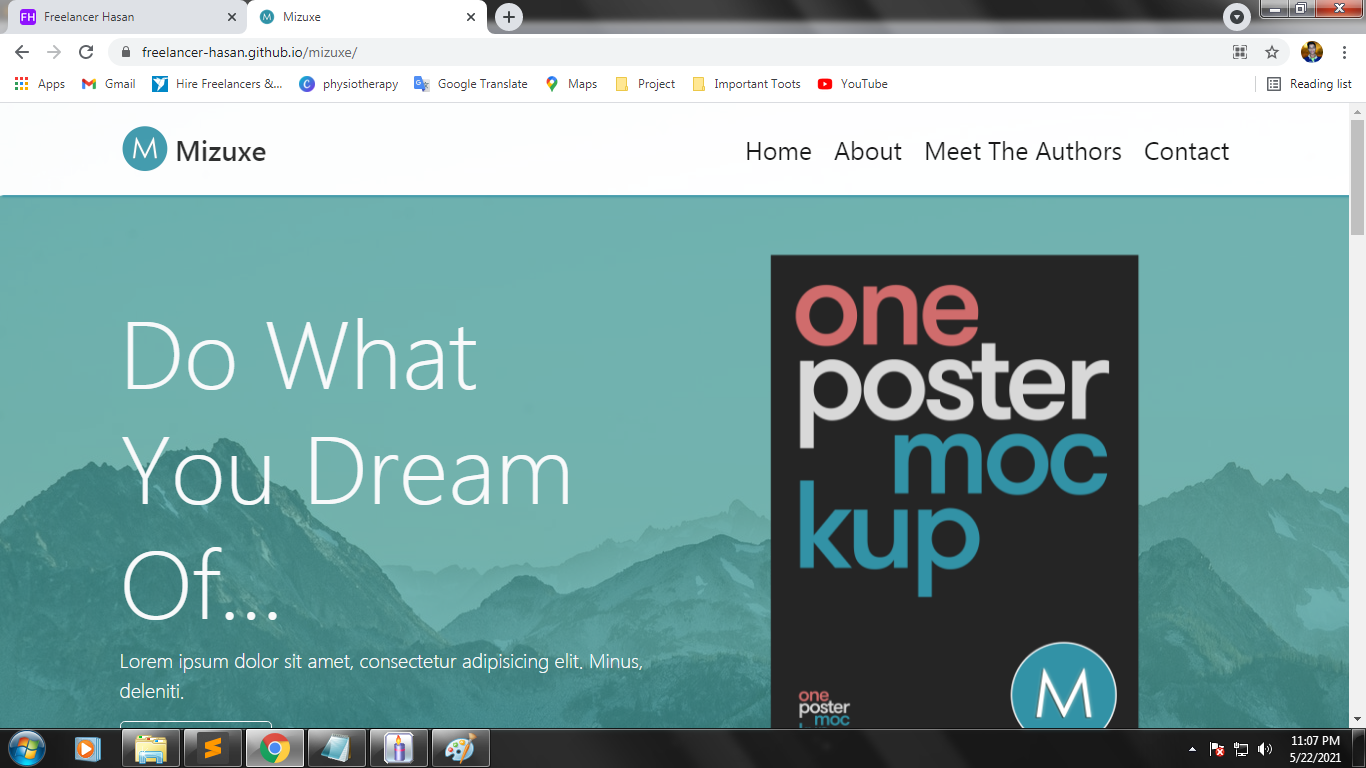 FH Freelancer Hasan
Mizuxe
freelancer-hasan.github.io/mizuxe/
Apps Gmail Hire Freelancers &... physiotherapy Google Translate Maps Project Important Toots YouTube Reading list
M Mizuxe
Home About Meet The Authors Contact
Do What
You Dream
Of...
Lorem ipsum dolor sit amet, consectetur adipisicing elit. Minus,
deleniti.
one
poster
moc
kup
M
one
poster
moc
11:07 PM
5/22/2021